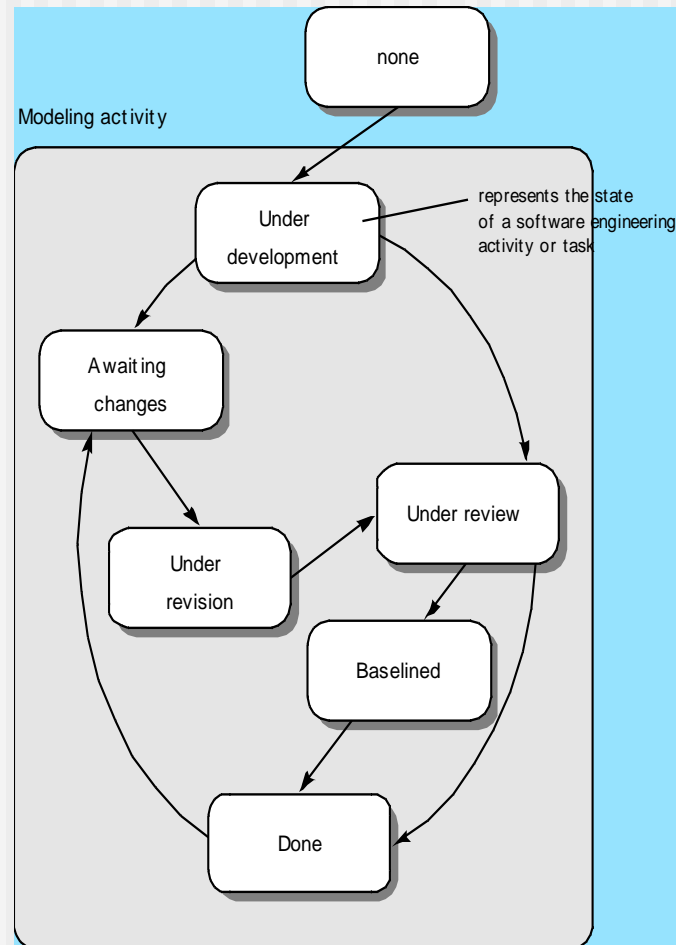 none
Modeling activity
represents the state
of a software engineering
activity or task
Under
development
Awaiting
changes
Under review
Under
revision
Baselined
Done